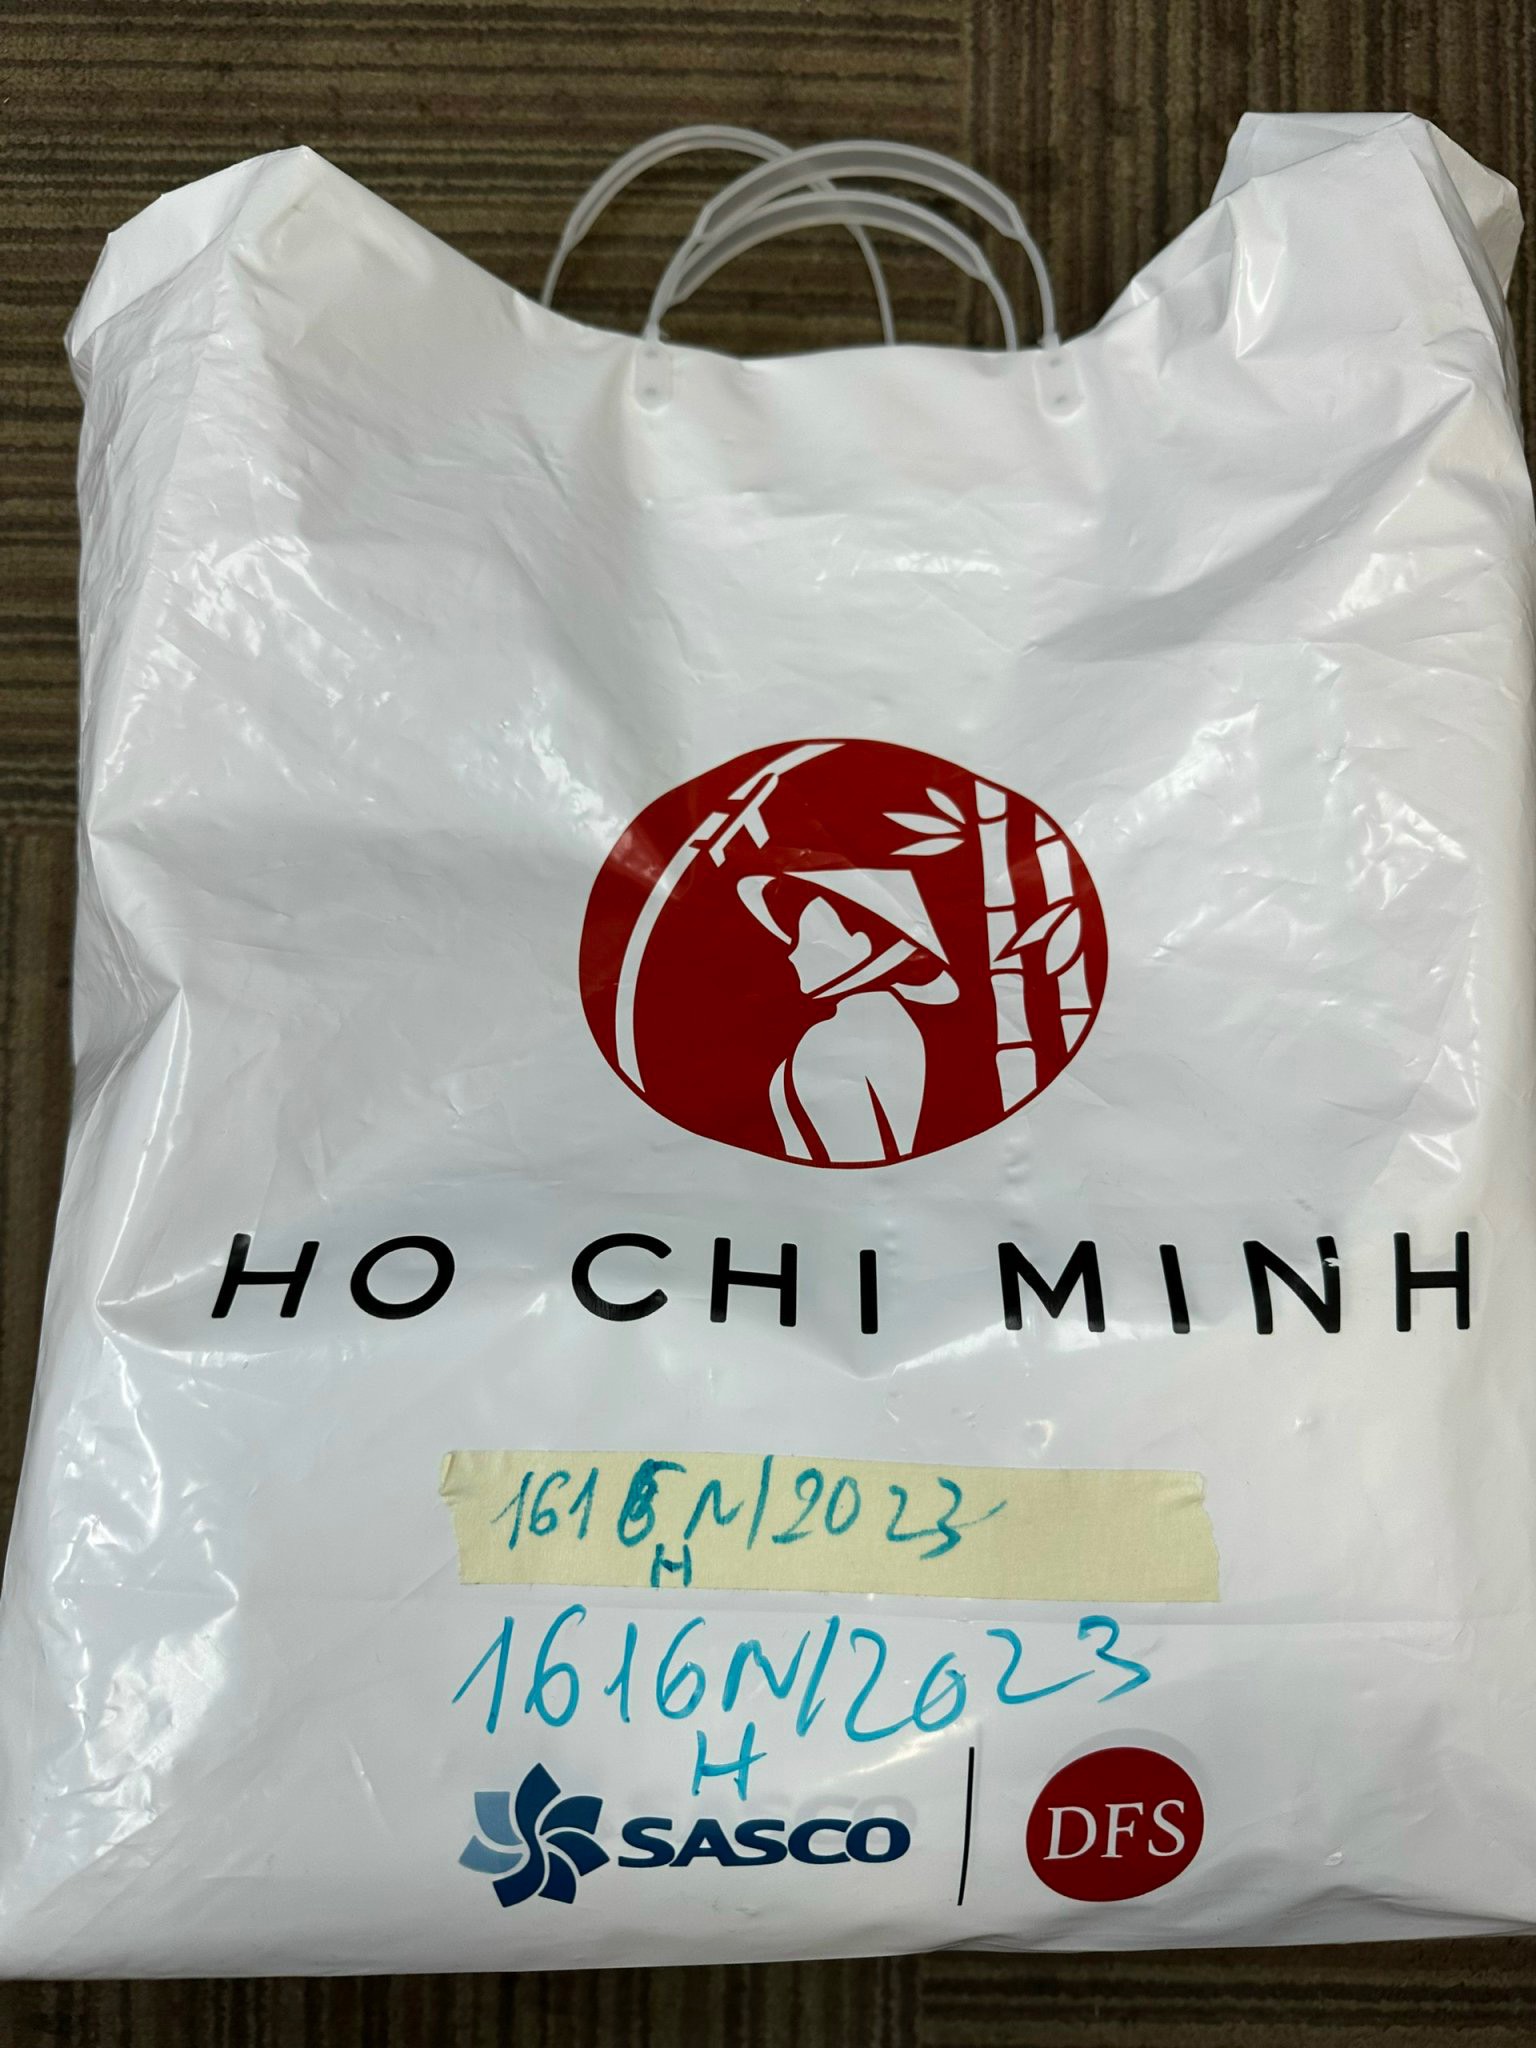 HO CHI MINH
1616N/2023
H
1616N/2023
H
SASCO
DFS